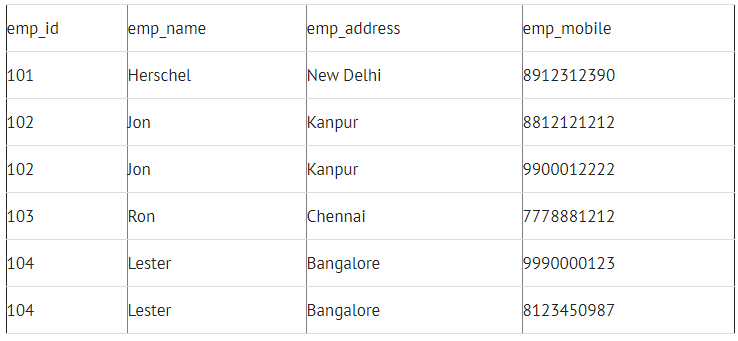 emp_id emp_name emp_address emp_mobile
101 Herschel New Delhi 8912312390
102 Jon Kanpur 8812121212
102 Jon Kanpur 9900012222
103 Ron Chennai 7778881212
104 Lester Bangalore 9990000123
104 Lester Bangalore 8123450987